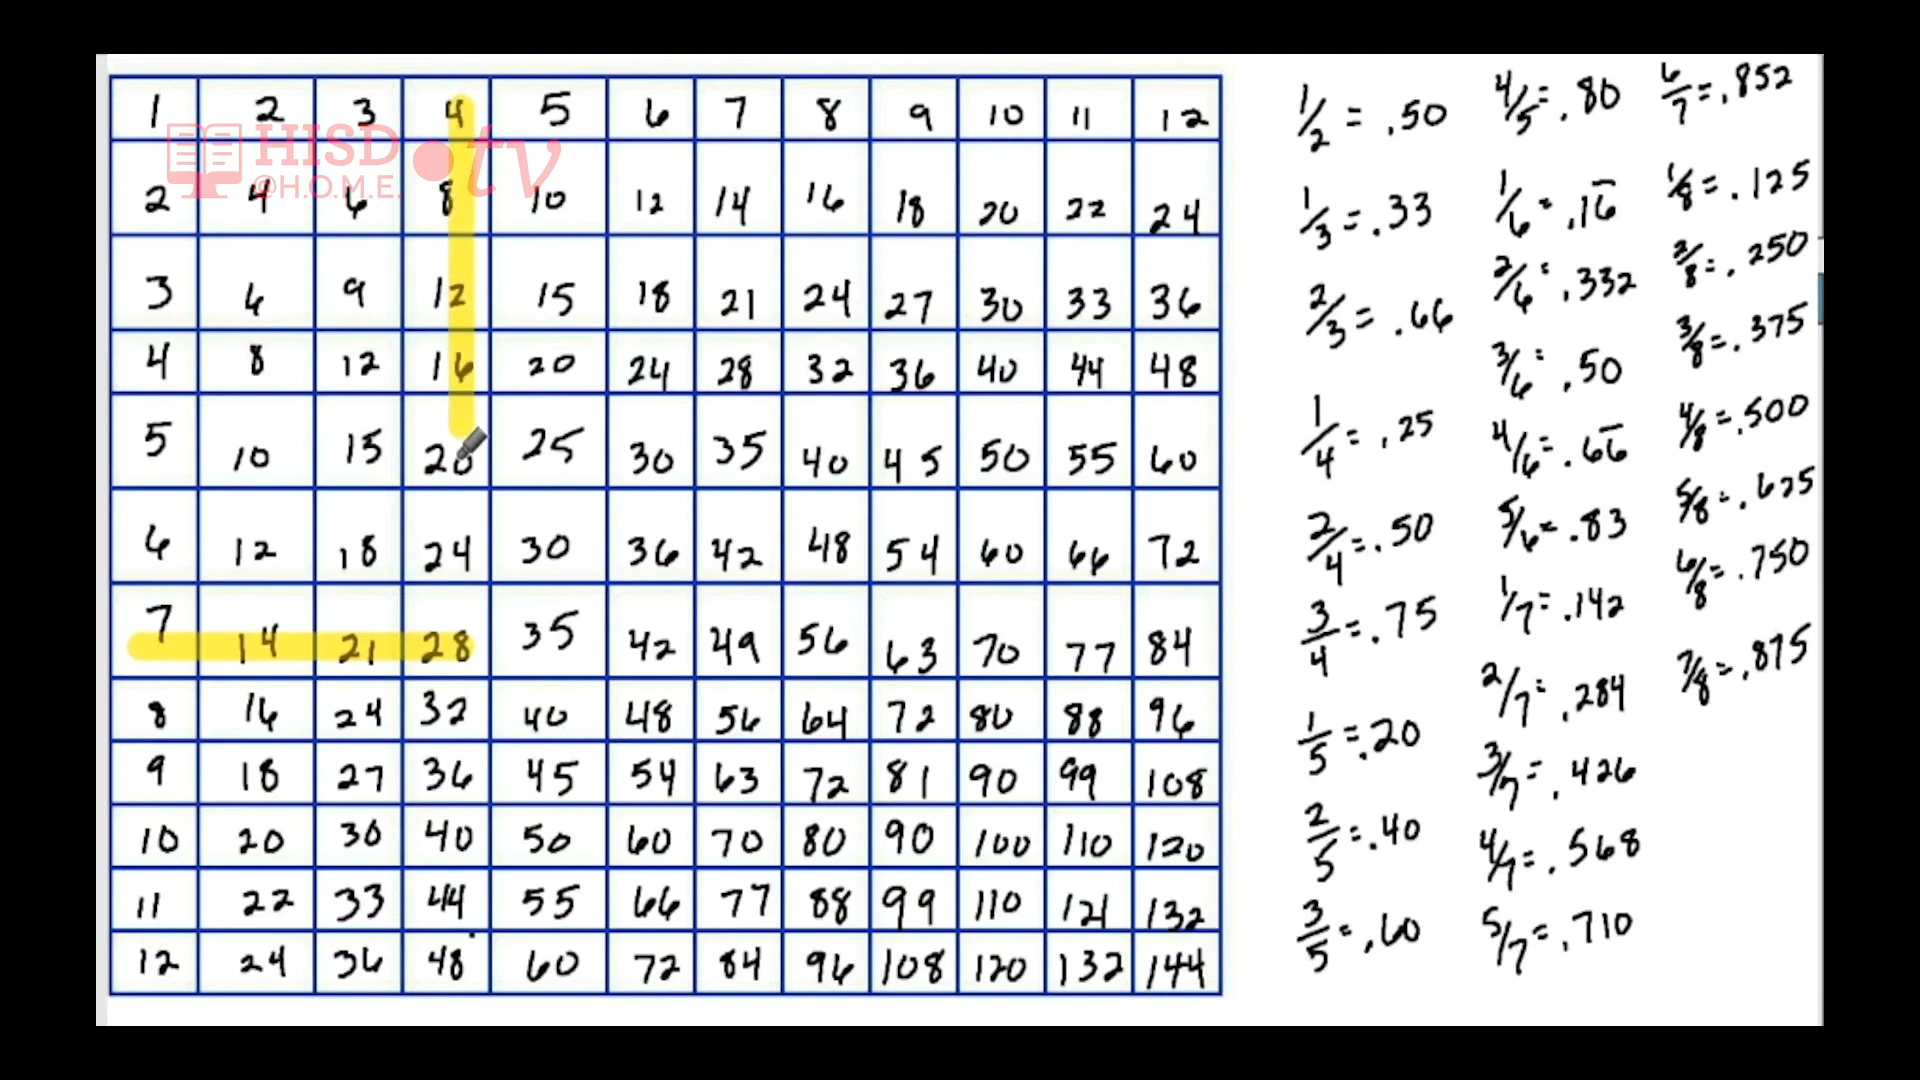 HISD
@H.O.M.E.
tv
1 2 3 4 5 6 7 8 9 10 11 12
2 4 6 8 10 12 14 16 18 20 22 24
3 6 9 12 15 18 21 24 27 30 33 36
4 8 12 16 20 24 28 32 36 40 44 48
5 10 15 20 25 30 35 40 45 50 55 60
6 12 18 24 30 36 42 48 54 60 66 72
7 14 21 28 35 42 49 56 63 70 77 84
8 16 24 32 40 48 56 64 72 80 88 96
9 18 27 36 45 54 63 72 81 90 99 108
10 20 30 40 50 60 70 80 90 100 110 120
11 22 33 44 55 66 77 88 99 110 121 132
12 24 36 48 60 72 84 96 108 120 132 144
1/2 = .50
1/3 = .33
2/3 = .66
1/4 = .25
2/4 = .50
3/4 = .75
1/5 = .20
2/5 = .40
3/5 = .60
4/5 = .80
1/6 = .16̅
2/6 = .332
3/6 = .50
4/6 = .66̅
5/6 = .83
1/7 = .142
2/7 = .284
3/7 = .426
4/7 = .568
5/7 = .710
6/7 = .852
1/8 = .125
2/8 = .250
3/8 = .375
4/8 = .500
5/8 = .625
6/8 = .750
7/8 = .875